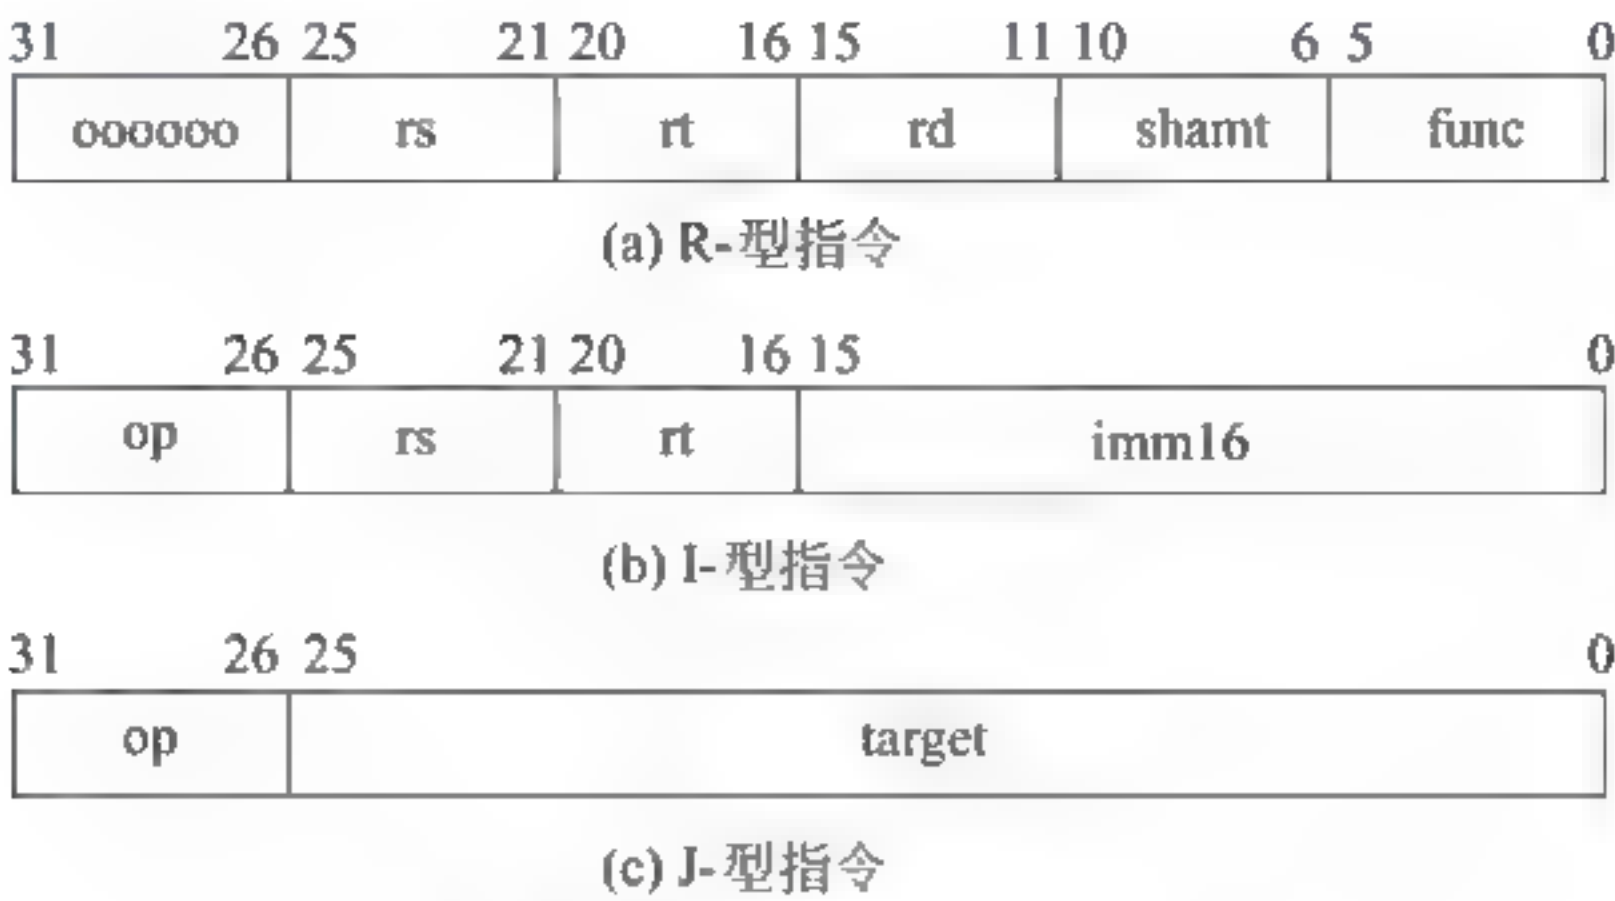 31 26 25 21 20 16 15 11 10 6 5 0
oooooo rs rt rd shamt func
(a) R-型指令
31 26 25 21 20 16 15 0
op rs rt imm16
(b) I-型指令
31 26 25 0
op target
(c) J-型指令